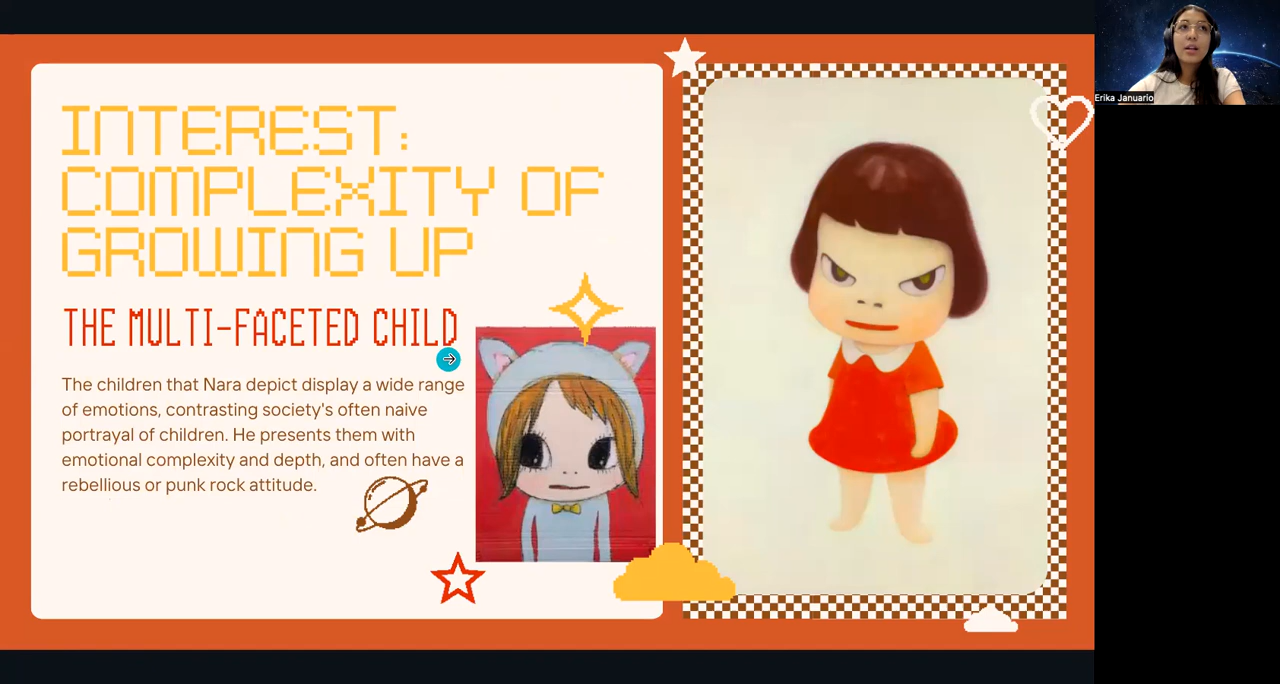 INTEREST:
COMPLEXITY OF
GROWING UP
THE MULTI-FACETED CHILD
The children that Nara depict display a wide range
of emotions, contrasting society's often naive
portrayal of children. He presents them with
emotional complexity and depth, and often have a
rebellious or punk rock attitude.
Erika Januario